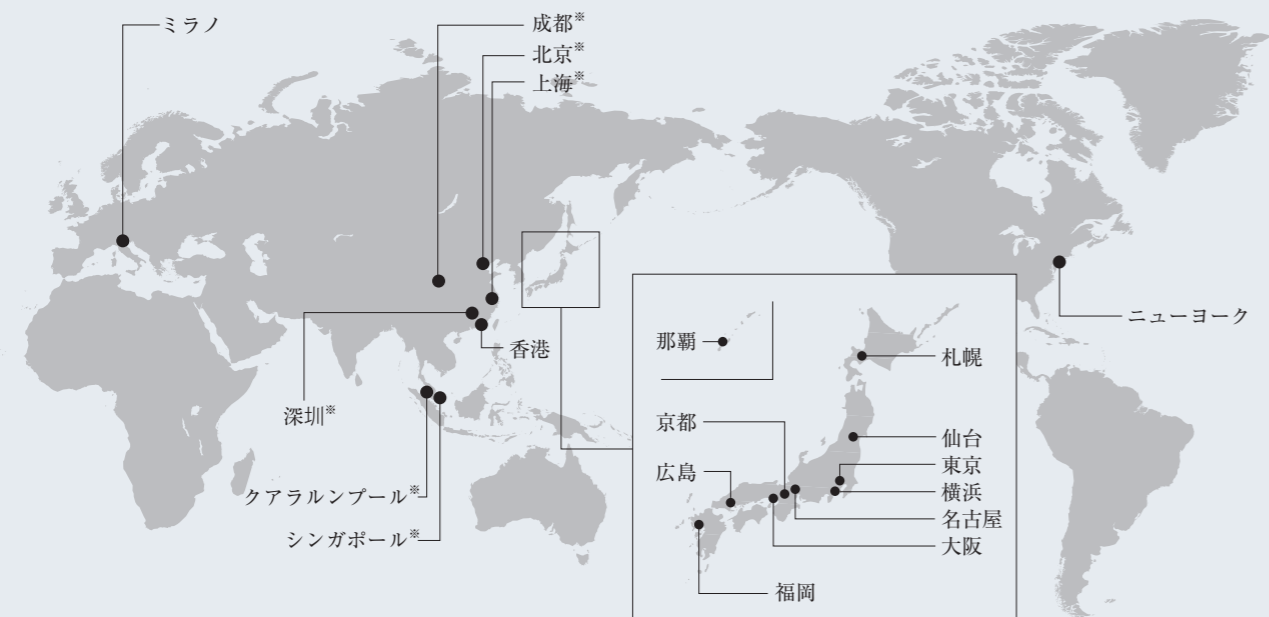 ミラノ
成都※
北京※
上海※
ニューヨーク
香港
深圳※
クアラルンプール※
シンガポール※
那覇
札幌
京都
仙台
広島
東京
横浜
名古屋
大阪
福岡